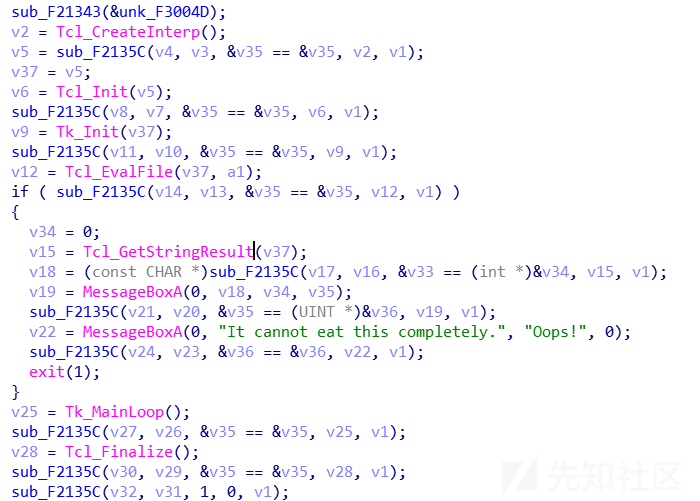 sub_F21343(&unk_F3004D);
v2 = Tcl_CreateInterp();
v5 = sub_F2135C(v4, v3, &v35 == &v35, v2, v1);
v37 = v5;
v6 = Tcl_Init(v5);
sub_F2135C(v8, v7, &v35 == &v35, v6, v1);
v9 = Tk_Init(v37);
sub_F2135C(v11, v10, &v35 == &v35, v9, v1);
v12 = Tcl_EvalFile(v37, a1);
if ( sub_F2135C(v14, v13, &v35 == &v35, v12, v1) )
{
  v34 = 0;
  v15 = Tcl_GetStringResult(v37);
  v18 = (const CHAR *)sub_F2135C(v17, v16, &v33 == (int *)&v34, v15, v1);
  v19 = MessageBoxA(0, v18, v34, v35);
  sub_F2135C(v21, v20, &v35 == (UINT *)&v36, v19, v1);
  v22 = MessageBoxA(0, "It cannot eat this completely.", "Oops!", 0);
  sub_F2135C(v24, v23, &v36 == &v36, v22, v1);
  exit(1);
}
v25 = Tk_MainLoop();
sub_F2135C(v27, v26, &v35 == &v35, v25, v1);
v28 = Tcl_Finalize();
sub_F2135C(v30, v29, &v35 == &v35, v28, v1);
sub_F2135C(v32, v31, 1, 0, v1);
先知社区